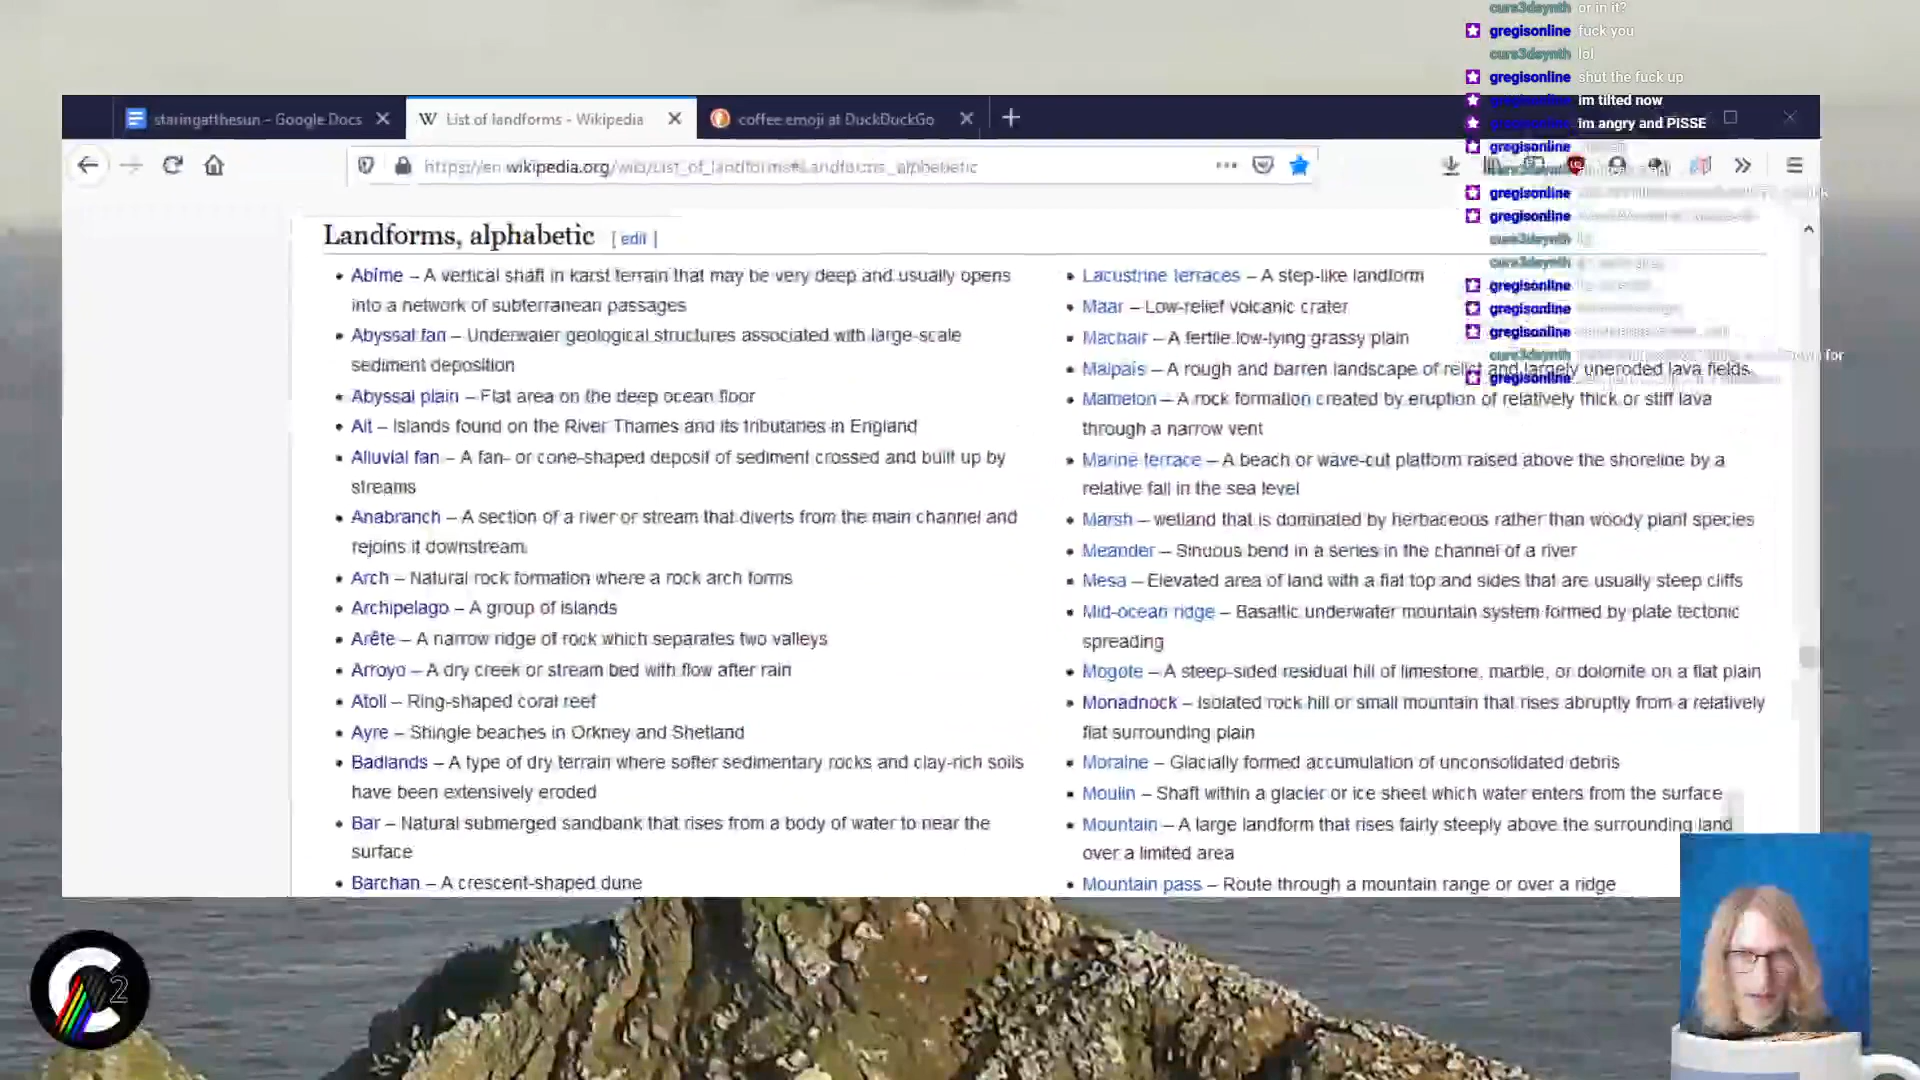 curs3dsynth or in it?
gregisonline fuck you
curs3dsynth lol
gregisonline shut the fuck up
gregisonline im tilted now
gregisonline im angry and PISSE
gregisonline
gregisonline
gregisonline
curs3dsynth
curs3dsynth
gregisonline
gregisonline
gregisonline
curs3dsynth down for
gregisonline
staringatthesun - Google Docs
W List of landforms - Wikipedia
coffee emoji at DuckDuckGo
https://en.wikipedia.org/wiki/List_of_landforms#Landforms,_alphabetic
Landforms, alphabetic [ edit ]
Abîme – A vertical shaft in karst terrain that may be very deep and usually opens
into a network of subterranean passages
Abyssal fan – Underwater geological structures associated with large-scale
sediment deposition
Abyssal plain – Flat area on the deep ocean floor
Ait – Islands found on the River Thames and its tributaries in England
Alluvial fan – A fan- or cone-shaped deposit of sediment crossed and built up by
streams
Anabranch – A section of a river or stream that diverts from the main channel and
rejoins it downstream.
Arch – Natural rock formation where a rock arch forms
Archipelago – A group of islands
Arête – A narrow ridge of rock which separates two valleys
Arroyo – A dry creek or stream bed with flow after rain
Atoll – Ring-shaped coral reef
Ayre – Shingle beaches in Orkney and Shetland
Badlands – A type of dry terrain where softer sedimentary rocks and clay-rich soils
have been extensively eroded
Bar – Natural submerged sandbank that rises from a body of water to near the
surface
Barchan – A crescent-shaped dune
Lacustrine terraces – A step-like landform
Maar – Low-relief volcanic crater
Machair – A fertile low-lying grassy plain
Malpaís – A rough and barren landscape of relict and largely uneroded lava fields
Mamelon – A rock formation created by eruption of relatively thick or stiff lava
through a narrow vent
Marine terrace – A beach or wave-cut platform raised above the shoreline by a
relative fall in the sea level
Marsh – wetland that is dominated by herbaceous rather than woody plant species
Meander – Sinuous bend in a series in the channel of a river
Mesa – Elevated area of land with a flat top and sides that are usually steep cliffs
Mid-ocean ridge – Basaltic underwater mountain system formed by plate tectonic
spreading
Mogote – A steep-sided residual hill of limestone, marble, or dolomite on a flat plain
Monadnock – Isolated rock hill or small mountain that rises abruptly from a relatively
flat surrounding plain
Moraine – Glacially formed accumulation of unconsolidated debris
Moulin – Shaft within a glacier or ice sheet which water enters from the surface
Mountain – A large landform that rises fairly steeply above the surrounding land
over a limited area
Mountain pass – Route through a mountain range or over a ridge
C 2